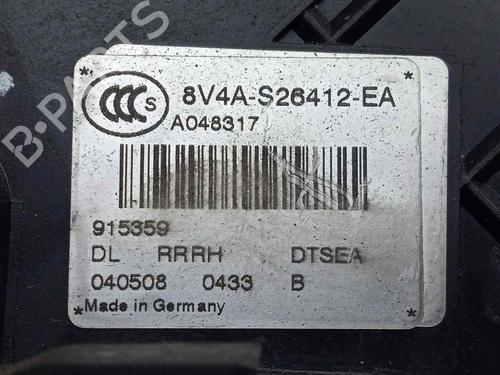 B-PARTS
CCC S
8V4A-S26412-EA
A048317
915359
DL RRRH DTSEA
040508 0433 B
Made in Germany